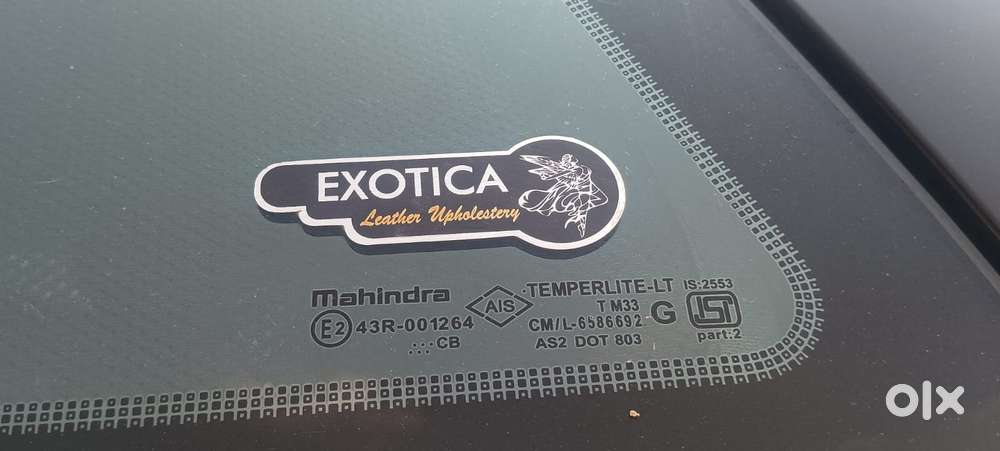 EXOTICA
Leather Upholestery
mahindra
E2 43R-001264
CB
AIS
TEMPERLITE-LT
T M33
CM/L-6586692
AS2 DOT 803
G
IS:2553
ISI
part:2
olx